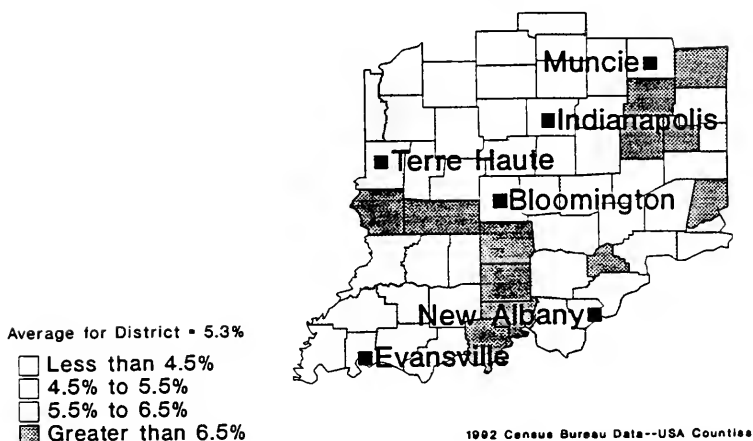 Muncie
Indianapolis
Terre Haute
Bloomington
New Albany
Evansville
Average for District = 5.3%
Less than 4.5%
4.5% to 5.5%
5.5% to 6.5%
Greater than 6.5%
1992 Census Bureau Data--USA Counties